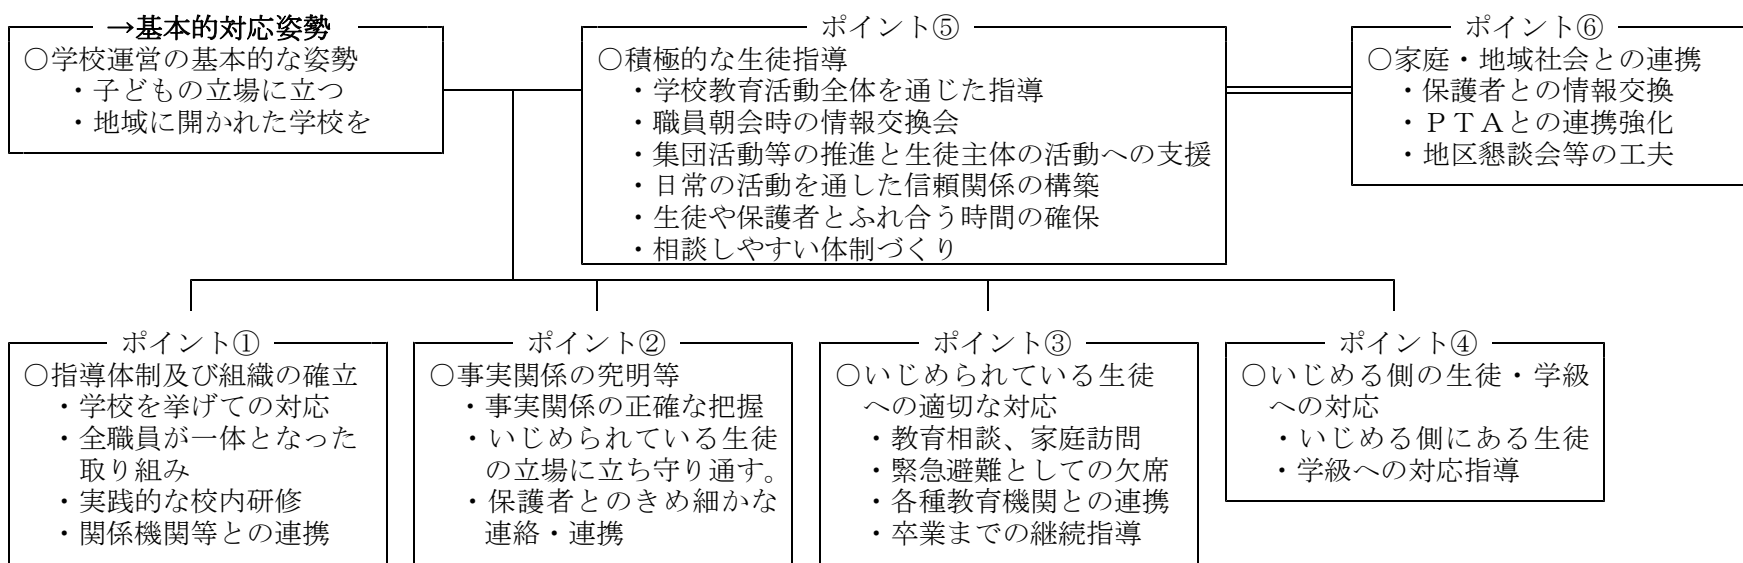 →基本的対応姿勢
○学校運営の基本的な姿勢
・子どもの立場に立つ
・地域に開かれた学校を
ポイント⑤
○積極的な生徒指導
・学校教育活動全体を通じた指導
・職員朝会時の情報交換会
・集団活動等の推進と生徒主体の活動への支援
・日常の活動を通した信頼関係の構築
・生徒や保護者とふれ合う時間の確保
・相談しやすい体制づくり
ポイント⑥
○家庭・地域社会との連携
・保護者との情報交換
・ＰＴＡとの連携強化
・地区懇談会等の工夫
ポイント①
○指導体制及び組織の確立
・学校を挙げての対応
・全職員が一体となった
取り組み
・実践的な校内研修
・関係機関等との連携
ポイント②
○事実関係の究明等
・事実関係の正確な把握
・いじめられている生徒
の立場に立ち守り通す。
・保護者とのきめ細かな
連絡・連携
ポイント③
○いじめられている生徒
への適切な対応
・教育相談、家庭訪問
・緊急避難としての欠席
・各種教育機関との連携
・卒業までの継続指導
ポイント④
○いじめる側の生徒・学級
への対応
・いじめる側にある生徒
・学級への対応指導